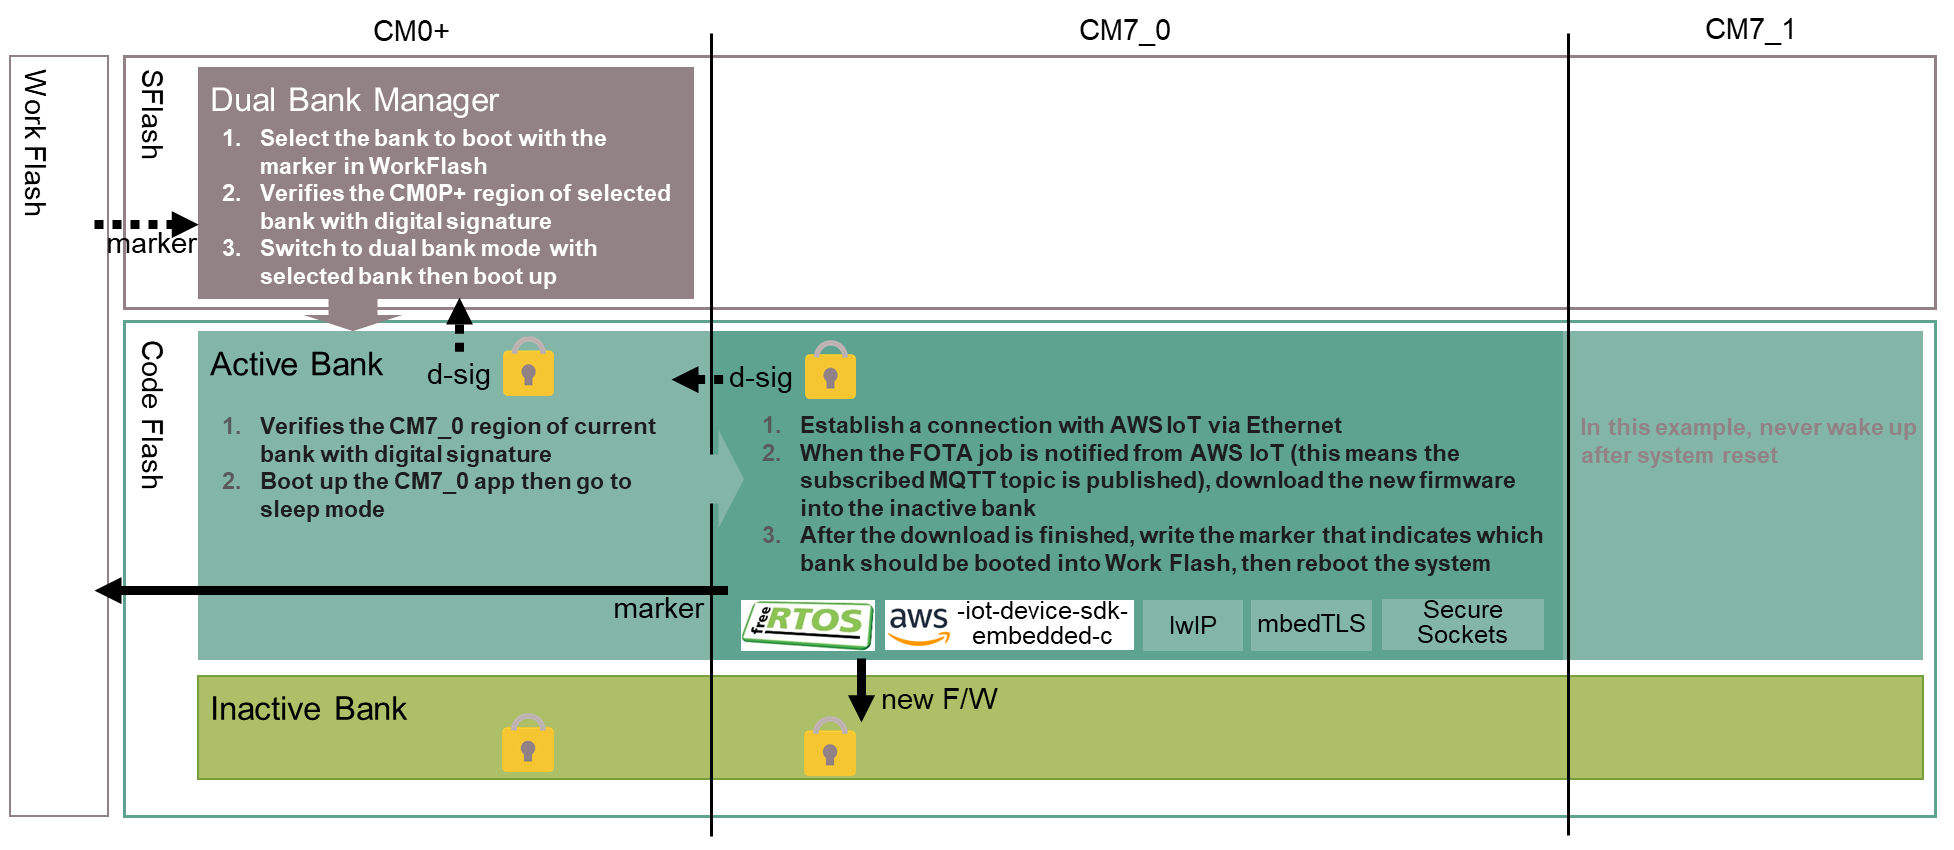 CM0+
CM7_0
CM7_1
Work Flash
SFlash
Dual Bank Manager
1. Select the bank to boot with the
marker in WorkFlash
2. Verifies the CM0P+ region of selected
bank with digital signature
3. Switch to dual bank mode with
selected bank then boot up
marker
Code Flash
Active Bank
d-sig
1. Verifies the CM7_0 region of current
bank with digital signature
2. Boot up the CM7_0 app then go to
sleep mode
marker
d-sig
1. Establish a connection with AWS IoT via Ethernet
2. When the FOTA job is notified from AWS IoT (this means the
subscribed MQTT topic is published), download the new firmware
into the inactive bank
3. After the download is finished, write the marker that indicates which
bank should be booted into Work Flash, then reboot the system
free RTOS
aws
-iot-device-sdk-
embedded-c
lwIP
mbedTLS
Secure
Sockets
In this example, never wake up
after system reset
new F/W
Inactive Bank